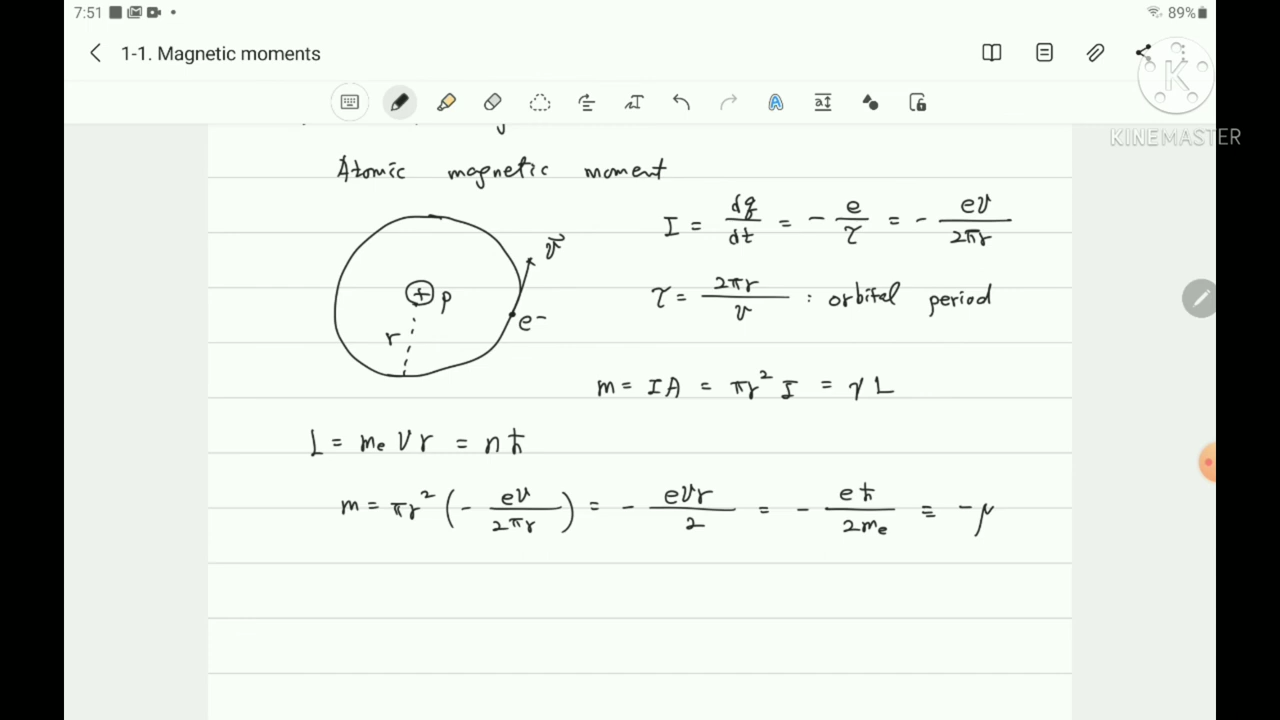 7:51
89%
1-1. Magnetic moments
K
KINEMASTER
Atomic magnetic moment
I = dq/dt = - e/τ = - ev/2πr
v⃗
+ p
e-
r
τ = 2πr/v : orbital period
m = IA = πr² I = γL
L = mₑ v r = nħ
m = πr² (- ev/2πr) = - evr/2 = - eħ/2mₑ ≡ -μ